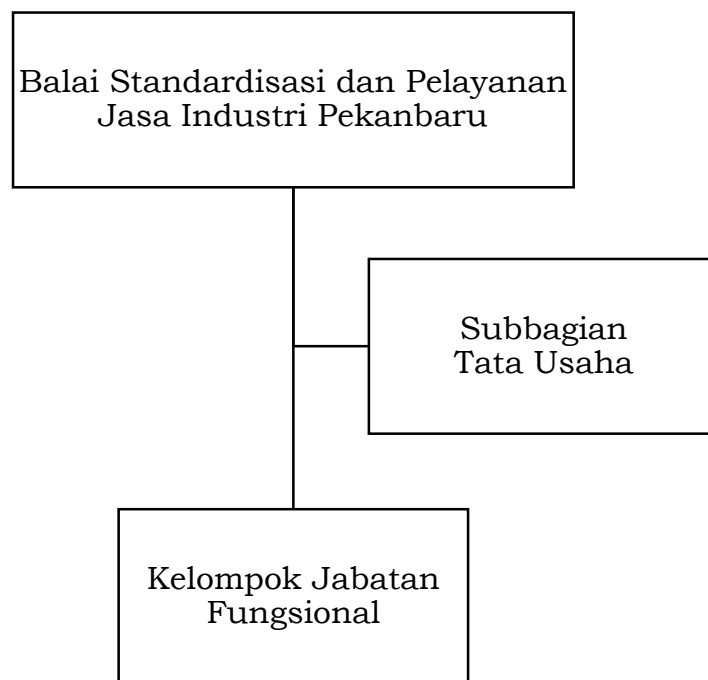 Balai Standardisasi dan Pelayanan
Jasa Industri Pekanbaru
Subbagian
Tata Usaha
Kelompok Jabatan
Fungsional